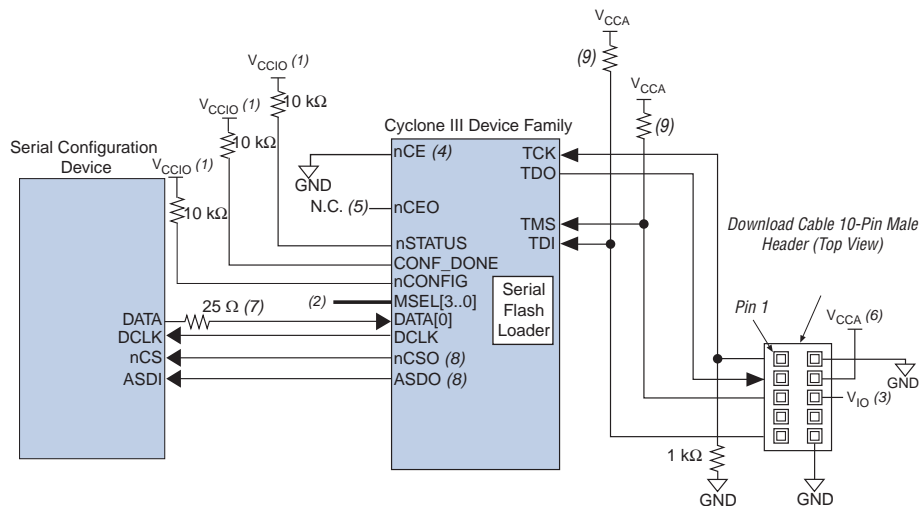 VCCA
(9)
VCCA
(9)
VCCIO (1)
10 kΩ
VCCIO (1)
10 kΩ
VCCIO (1)
10 kΩ
Serial Configuration
Device
DATA
DCLK
nCS
ASDI
25 Ω (7)
Cyclone III Device Family
GND
N.C. (5)
(2)
nCE (4)
nCEO
nSTATUS
CONF_DONE
nCONFIG
MSEL[3..0]
DATA[0]
DCLK
nCSO (8)
ASDO (8)
TCK
TDO
TMS
TDI
Serial
Flash
Loader
Download Cable 10-Pin Male
Header (Top View)
Pin 1
VCCA (6)
GND
VIO (3)
1 kΩ
GND
GND